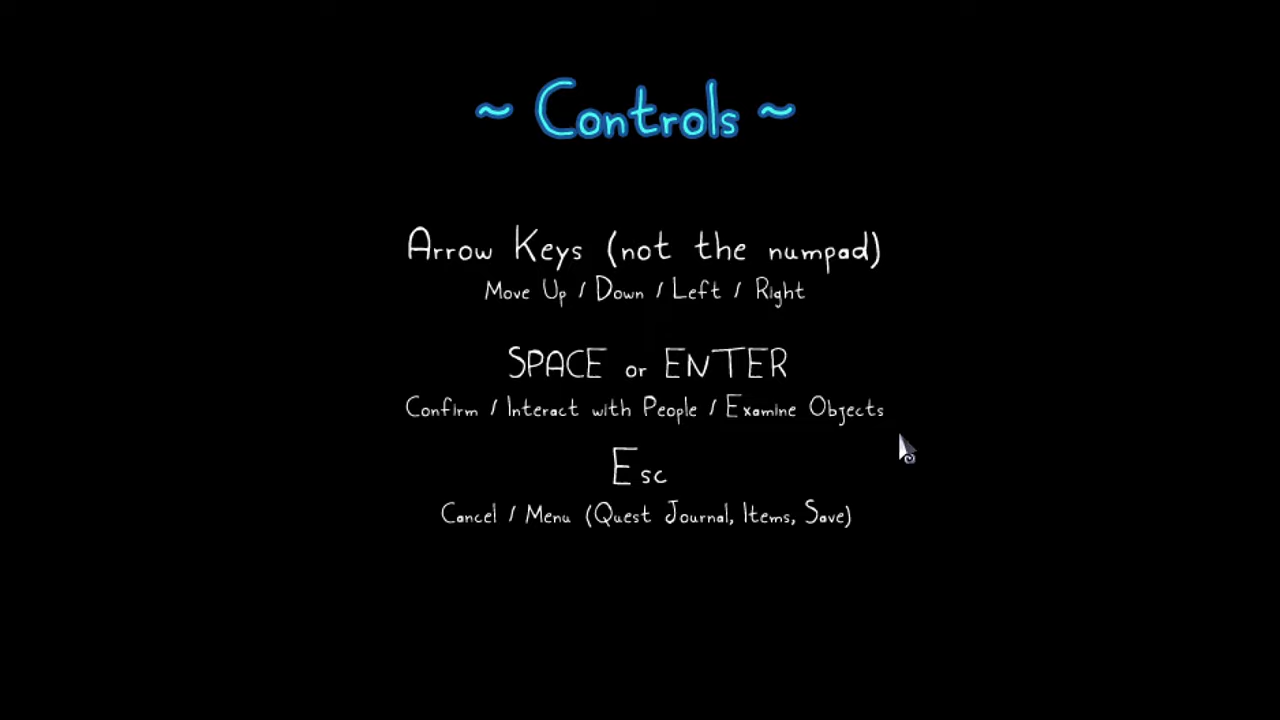 ~ Controls ~
Arrow Keys (not the numpad)
Move Up / Down / Left / Right
SPACE or ENTER
Confirm / Interact with People / Examine Objects
Esc
Cancel / Menu (Quest Journal, Items, Save)